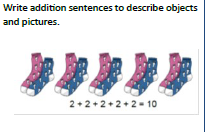 Write addition sentences to describe objects
and pictures.
2 + 2 + 2 + 2 + 2 = 10